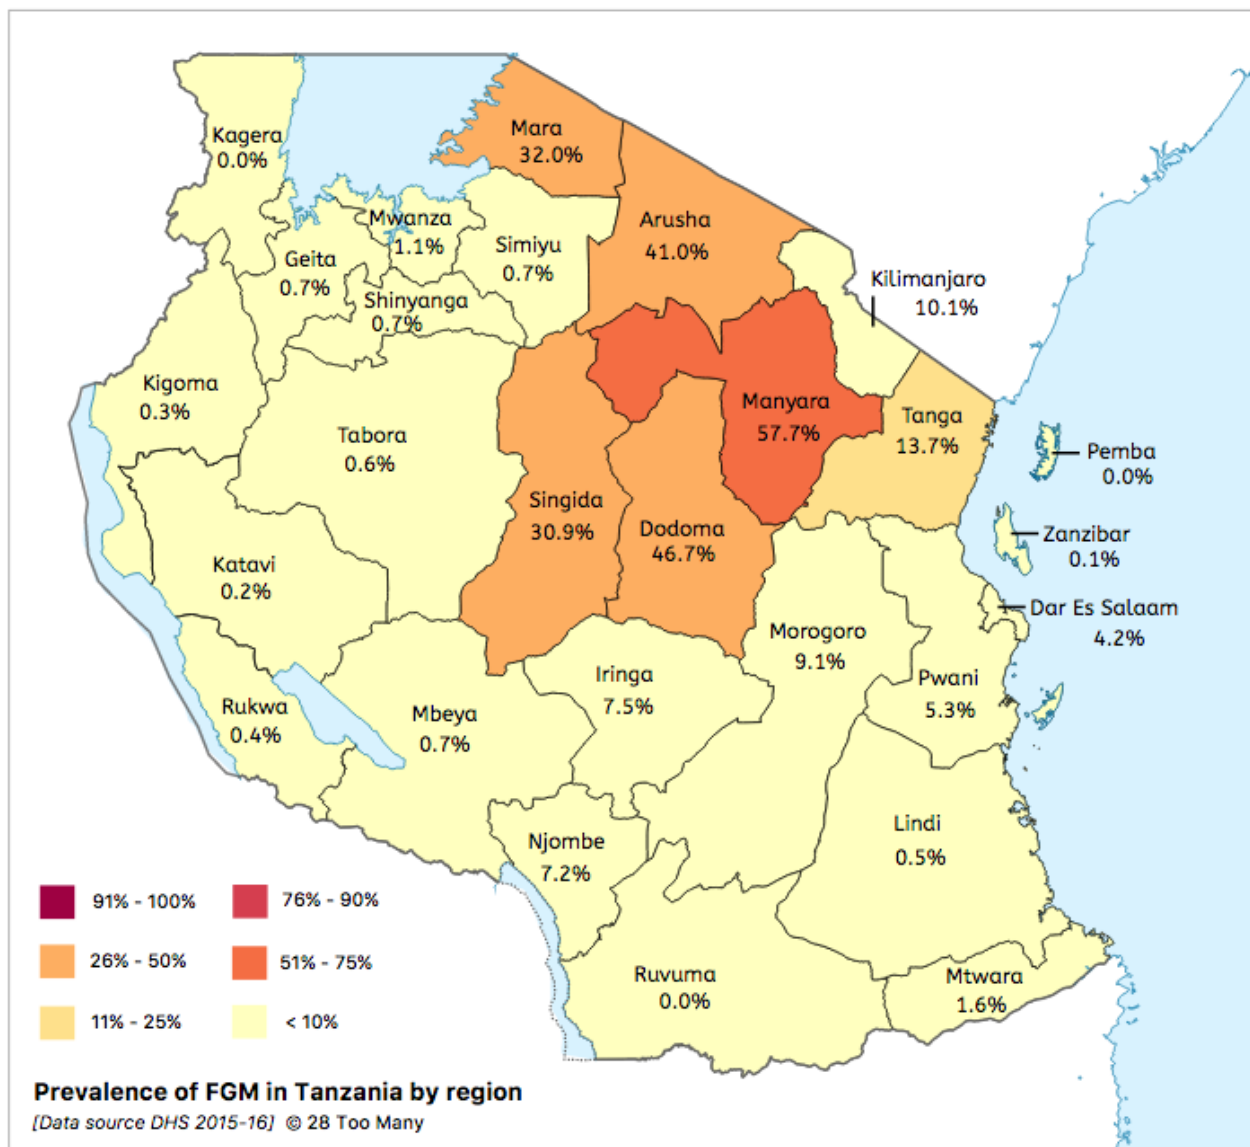 Kagera
0.0%
Mara
32.0%
Mwanza
1.1%
Simiyu
0.7%
Arusha
41.0%
Geita
0.7%
Shinyanga
0.7%
Kilimanjaro
10.1%
Kigoma
0.3%
Tabora
0.6%
Manyara
57.7%
Tanga
13.7%
Pemba
0.0%
Singida
30.9%
Dodoma
46.7%
Zanzibar
0.1%
Katavi
0.2%
Dar Es Salaam
4.2%
Morogoro
9.1%
Iringa
7.5%
Pwani
5.3%
Rukwa
0.4%
Mbeya
0.7%
Lindi
0.5%
Njombe
7.2%
Ruvuma
0.0%
Mtwara
1.6%
91% - 100%
76% - 90%
26% - 50%
51% - 75%
11% - 25%
< 10%
Prevalence of FGM in Tanzania by region
[Data source DHS 2015-16] © 28 Too Many